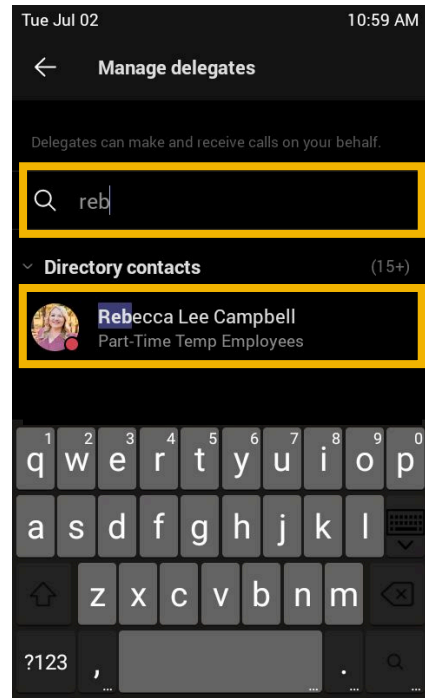 Tue Jul 02 10:59 AM
Manage delegates
Delegates can make and receive calls on your behalf.
reb
Directory contacts (15+)
Rebecca Lee Campbell
Part-Time Temp Employees
1 2 3 4 5 6 7 8 9 0
q w e r t y u i o p
a s d f g h j k l
z x c v b n m
?123 , .